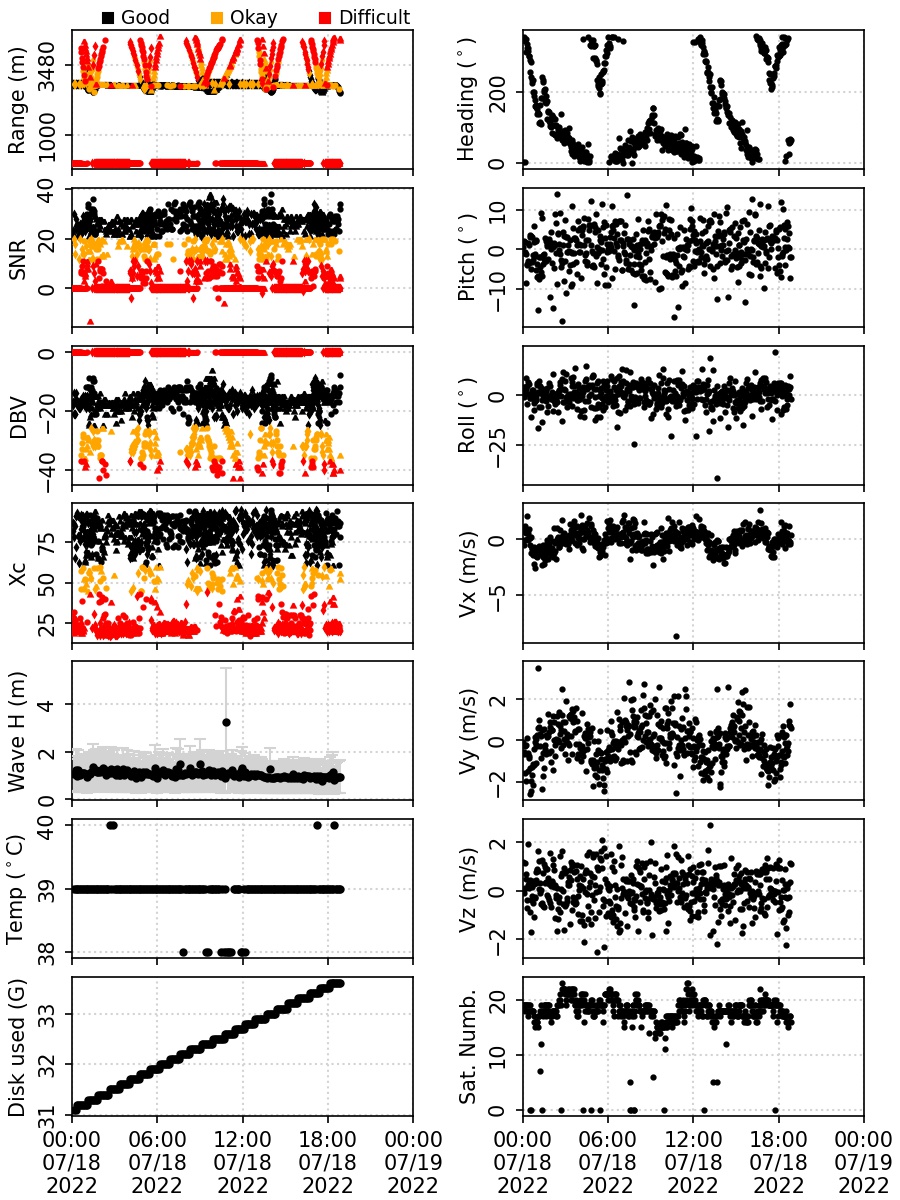 Good Okay Difficult
Range (m)
3480
1000
Heading (°)
200
0
SNR
40
20
0
Pitch (°)
10
0
−10
DBV
0
−20
−40
Roll (°)
0
−25
Xc
75
50
25
Vx (m/s)
0
−5
Wave H (m)
4
2
0
Vy (m/s)
2
0
−2
Temp (°C)
40
39
38
Vz (m/s)
2
0
−2
Disk used (G)
33
32
31
Sat. Numb.
20
10
0
00:00 06:00 12:00 18:00 00:00
07/18 07/18 07/18 07/18 07/19
2022 2022 2022 2022 2022
00:00 06:00 12:00 18:00 00:00
07/18 07/18 07/18 07/18 07/19
2022 2022 2022 2022 2022